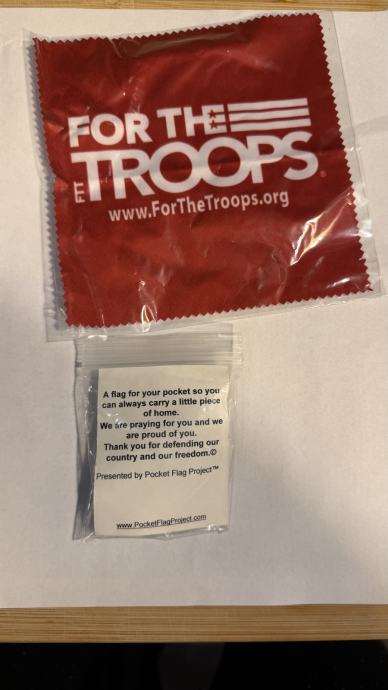 FOR THE
FTT TROOPS®
www.ForTheTroops.org
A flag for your pocket so you
can always carry a little piece
of home.
We are praying for you and we
are proud of you.
Thank you for defending our
country and our freedom.©
Presented by Pocket Flag Project™
www.PocketFlagProject.com